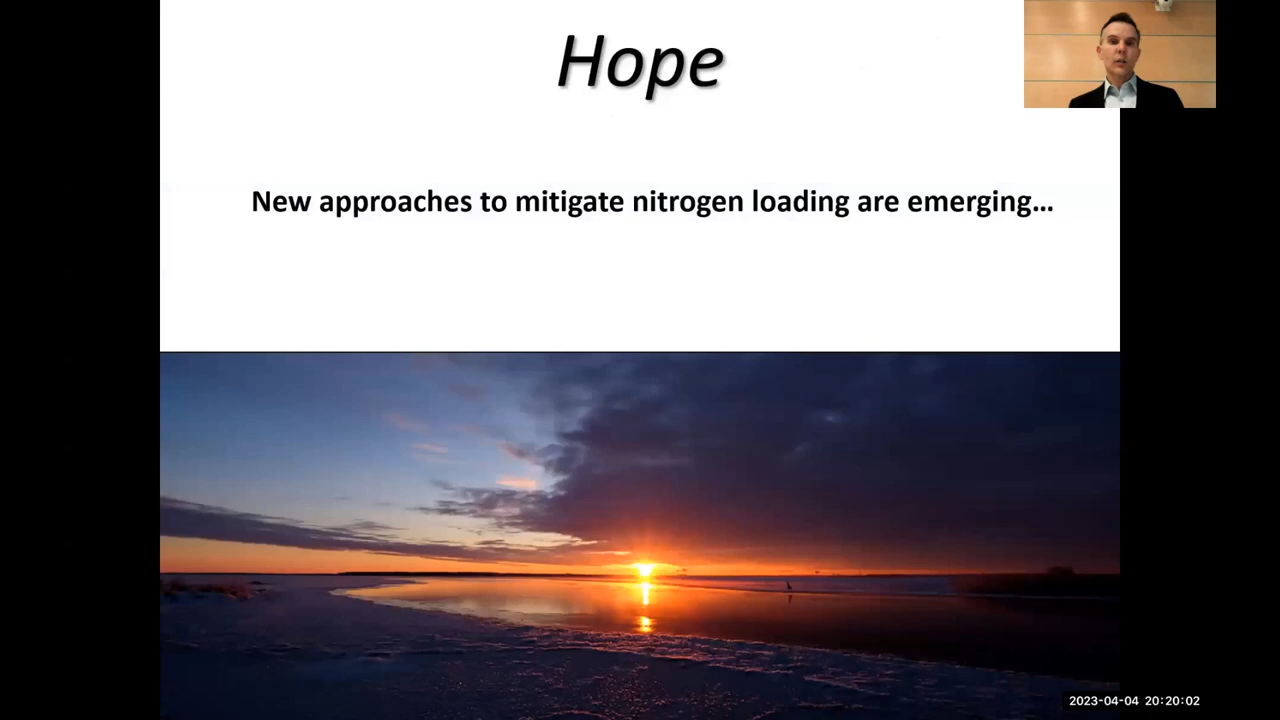 Hope
New approaches to mitigate nitrogen loading are emerging...
2023-04-04 20:20:02